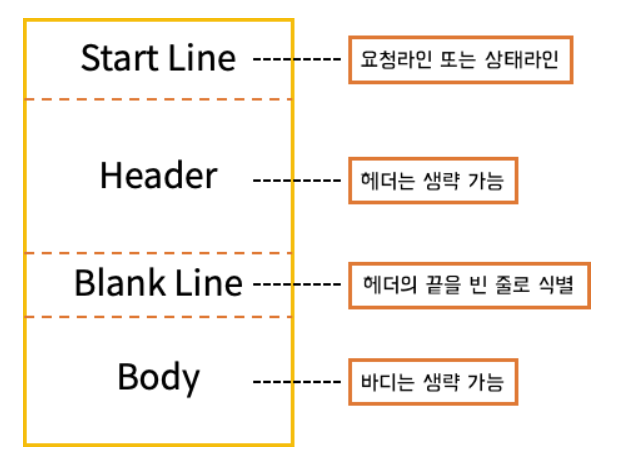 Start Line
요청라인 또는 상태라인
Header
헤더는 생략 가능
Blank Line
헤더의 끝을 빈 줄로 식별
Body
바디는 생략 가능